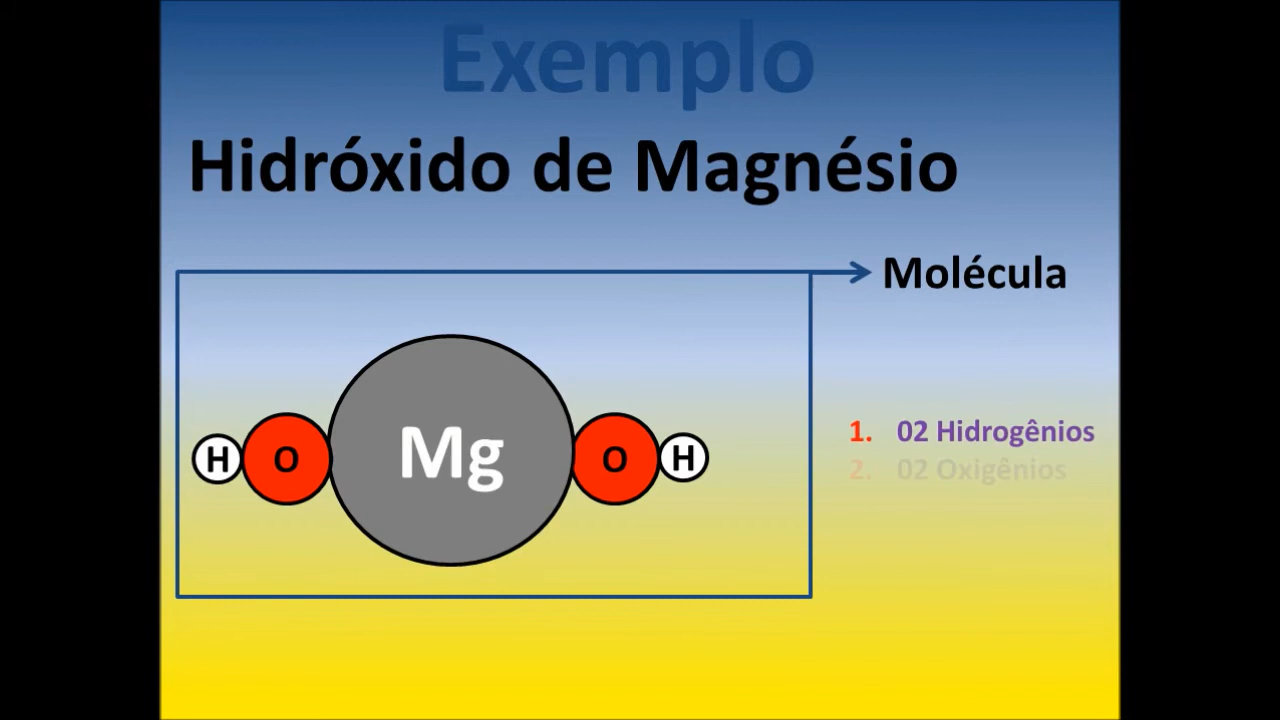 Exemplo
Hidróxido de Magnésio
Molécula
H O Mg O H
1. 02 Hidrogênios
2. 02 Oxigênios